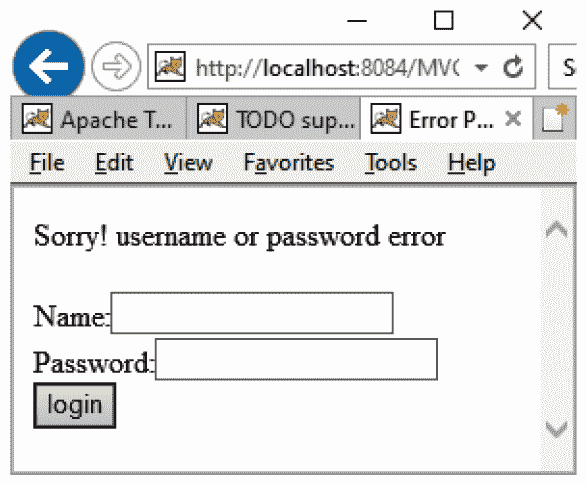 http://localhost:8084/MVC
S
Apache T...
TODO sup...
Error P...
File Edit View Favorites Tools Help
Sorry! username or password error
Name:
Password:
login